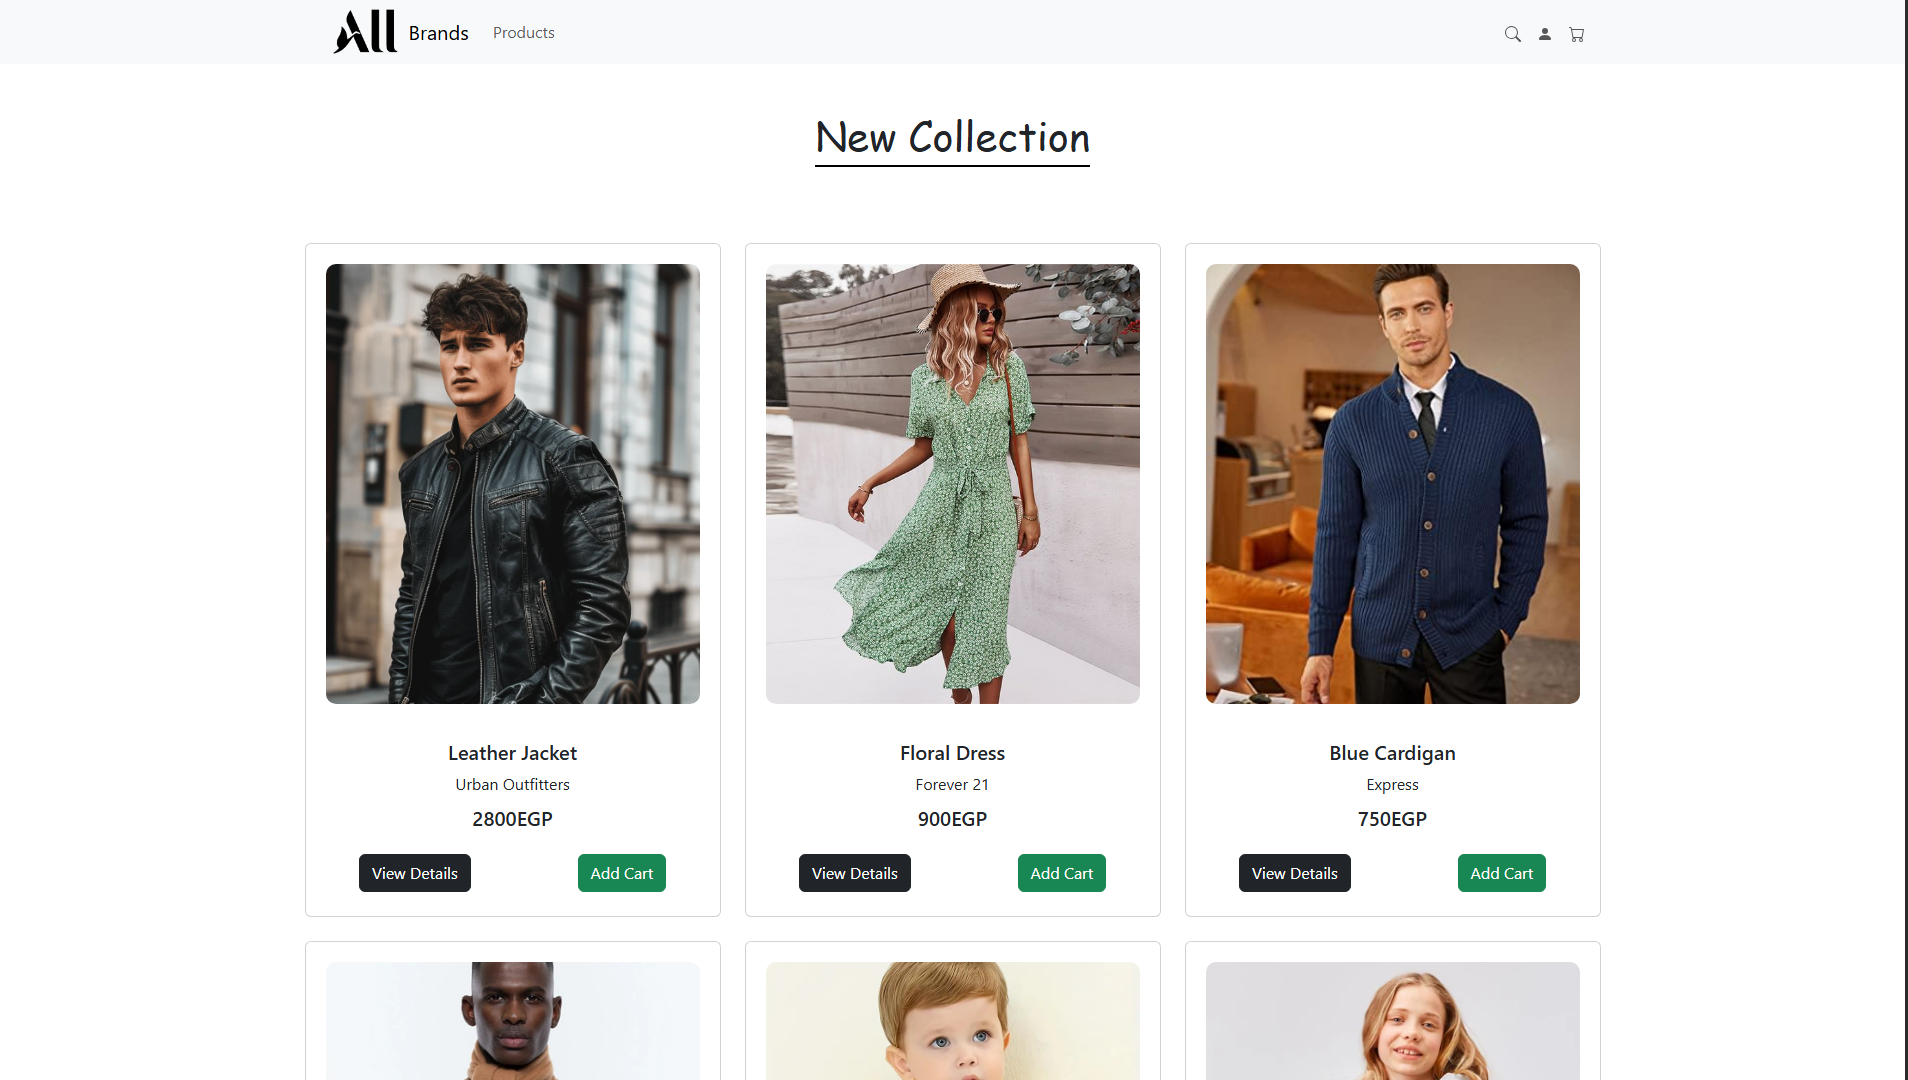 All Brands Products
New Collection
Leather Jacket
Urban Outfitters
2800EGP
View Details Add Cart
Floral Dress
Forever 21
900EGP
View Details Add Cart
Blue Cardigan
Express
750EGP
View Details Add Cart